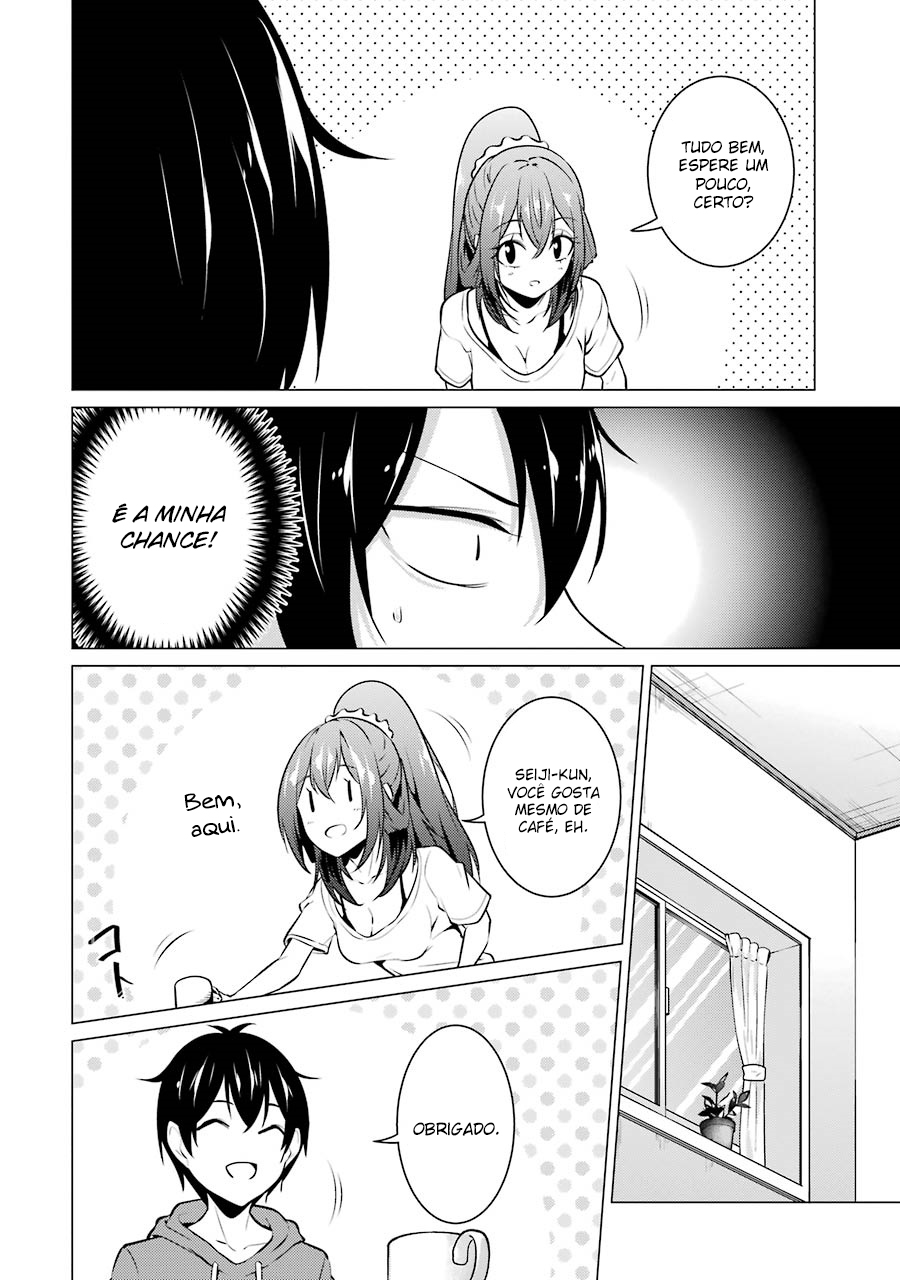 TUDO BEM,
ESPERE UM
POUCO,
CERTO?
É A MINHA
CHANCE!
SEIJI-KUN,
VOCÊ GOSTA
MESMO DE
CAFÉ, EH.
Bem,
aqui.
コト
OBRIGADO.